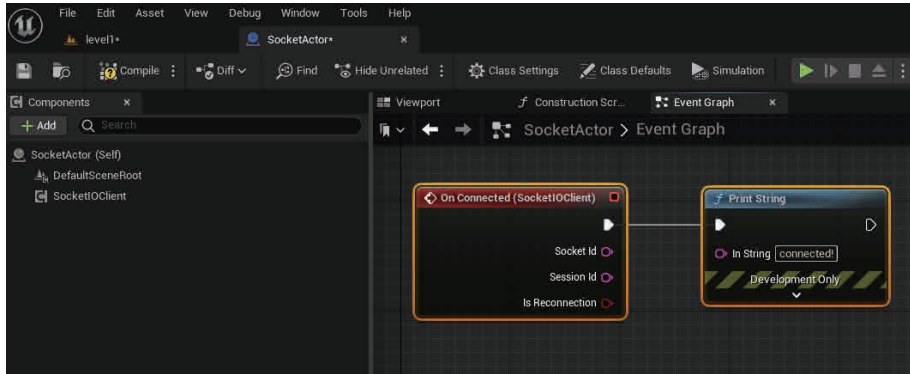 File Edit Asset View Debug Window Tools Help
level1*
SocketActor*
Compile Diff Find Hide Unrelated Class Settings Class Defaults Simulation
Components
Viewport Construction Scr... Event Graph
Add Search
SocketActor > Event Graph
SocketActor (Self)
DefaultSceneRoot
SocketIOClient
On Connected (SocketIOClient)
Socket Id
Session Id
Is Reconnection
f Print String
In String connected!
Development Only